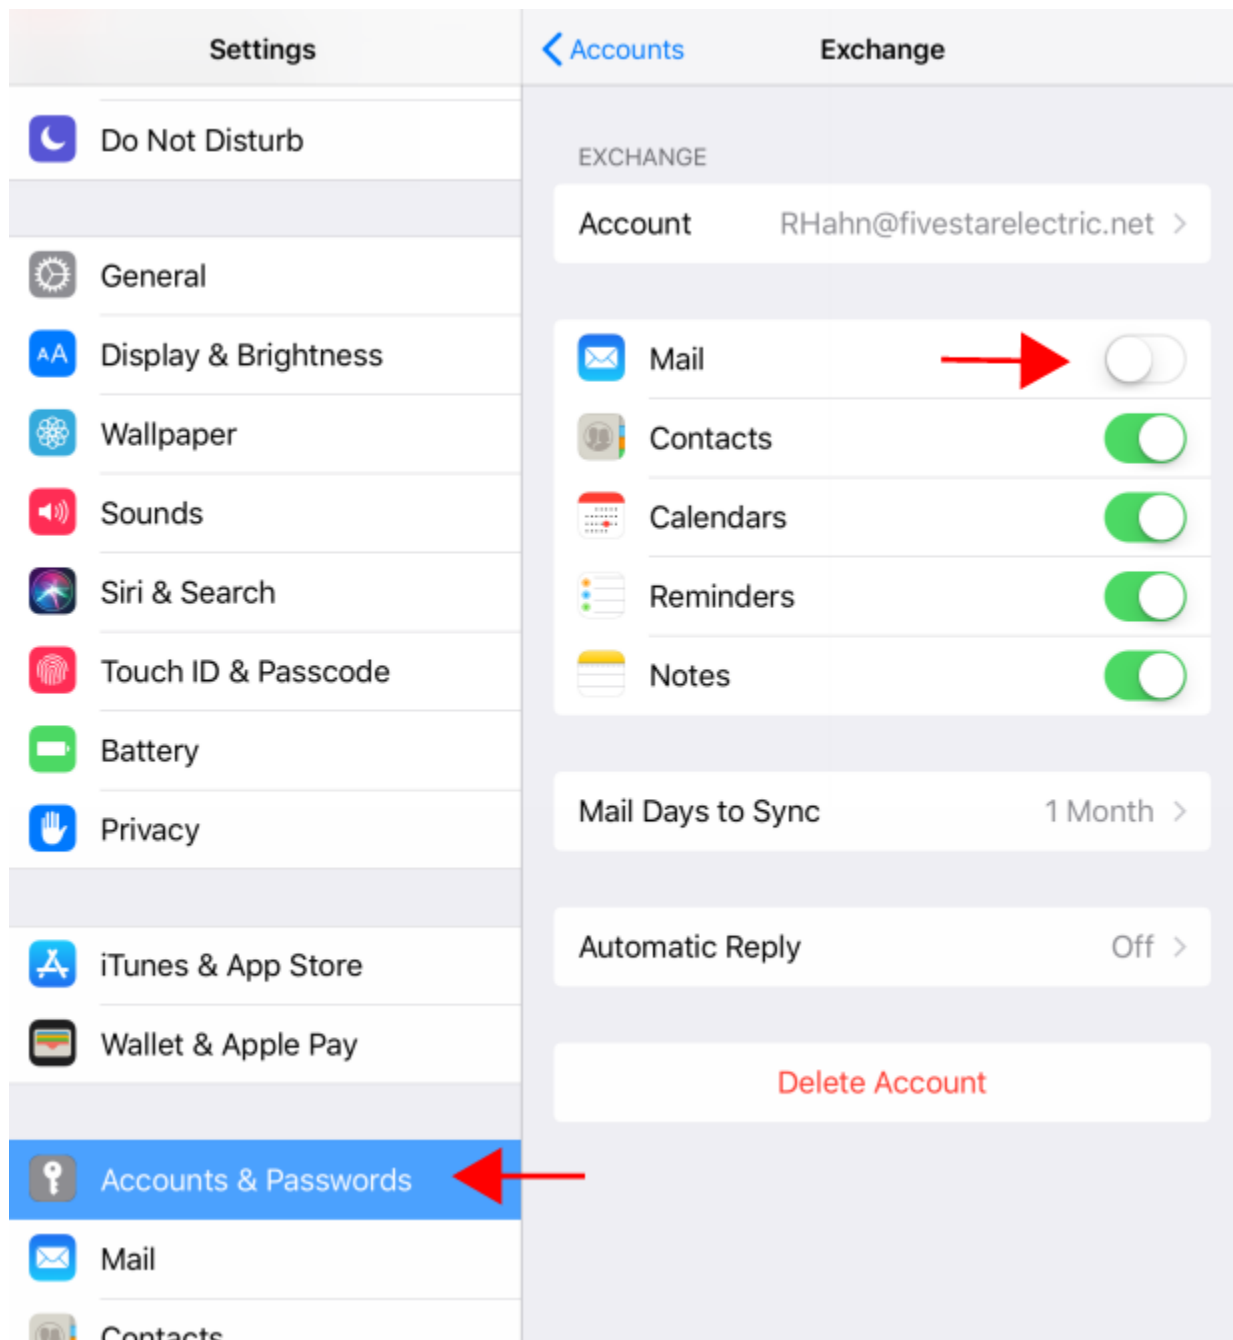 Settings
Do Not Disturb
General
AA Display & Brightness
Wallpaper
Sounds
Siri & Search
Touch ID & Passcode
Battery
Privacy
iTunes & App Store
Wallet & Apple Pay
Accounts & Passwords
Mail
Contacts
Accounts Exchange
EXCHANGE
Account RHahn@fivestarelectric.net
Mail
Contacts
Calendars
Reminders
Notes
Mail Days to Sync 1 Month
Automatic Reply Off
Delete Account